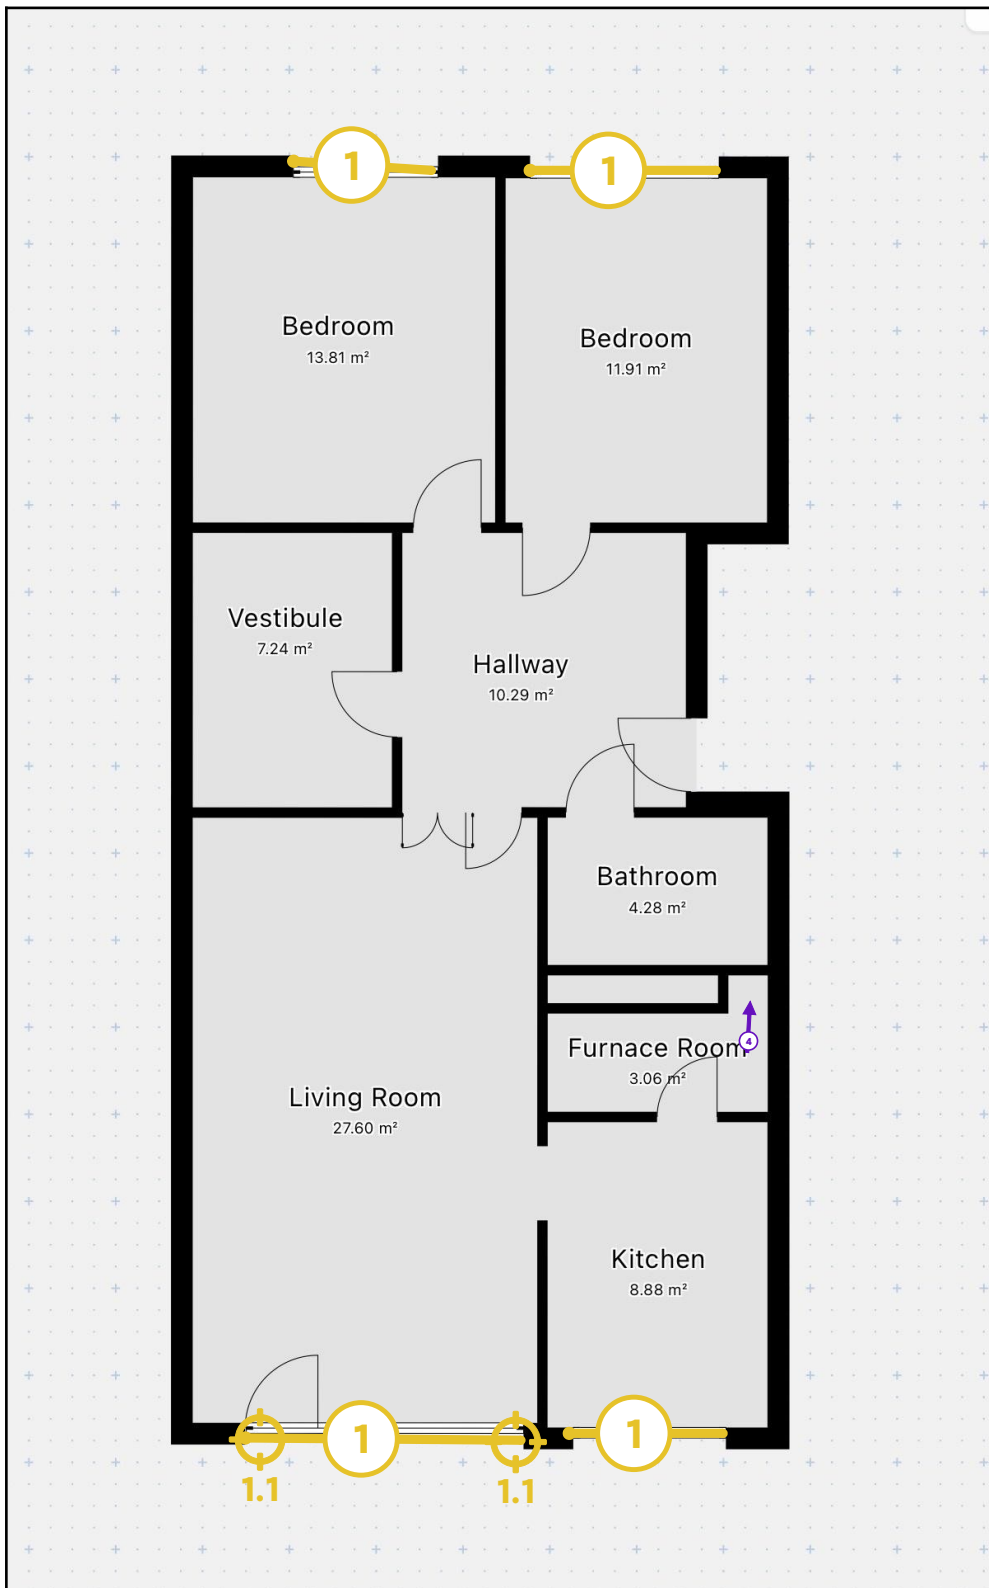 1
1
Bedroom
13.81 m²
Bedroom
11.91 m²
Vestibule
7.24 m²
Hallway
10.29 m²
Bathroom
4.28 m²
4
Furnace Room
3.06 m²
Living Room
27.60 m²
Kitchen
8.88 m²
1
1
1.1
1.1